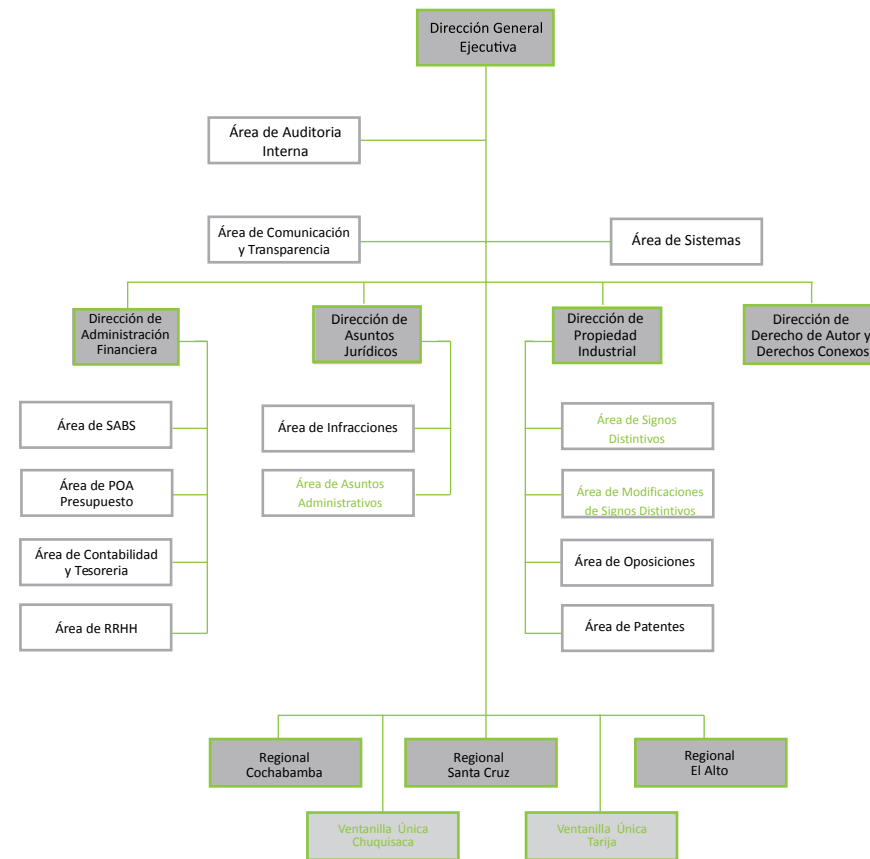 Dirección General
Ejecutiva
Área de Auditoria
Interna
Área de Comunicación
y Transparencia
Área de Sistemas
Dirección de
Administración
Financiera
Dirección de
Asuntos
Jurídicos
Dirección de
Propiedad
Industrial
Dirección de
Derecho de Autor y
Derechos Conexos
Área de SABS
Área de POA
Presupuesto
Área de Contabilidad
y Tesoreria
Área de RRHH
Área de Infracciones
Área de Asuntos
Administrativos
Área de Signos
Distintivos
Área de Modificaciones
de Signos Distintivos
Área de Oposiciones
Área de Patentes
Regional
Cochabamba
Regional
Santa Cruz
Regional
El Alto
Ventanilla Única
Chuquisaca
Ventanilla Única
Tarija